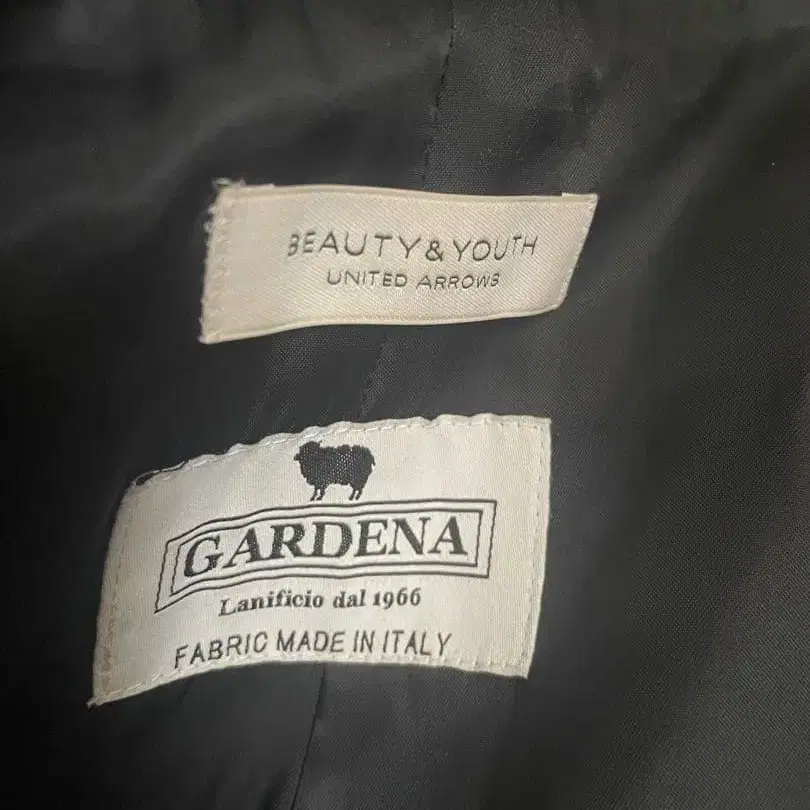 BEAUTY&YOUTH
UNITED ARROWS
GARDENA
Lanificio dal 1966
FABRIC MADE IN ITALY